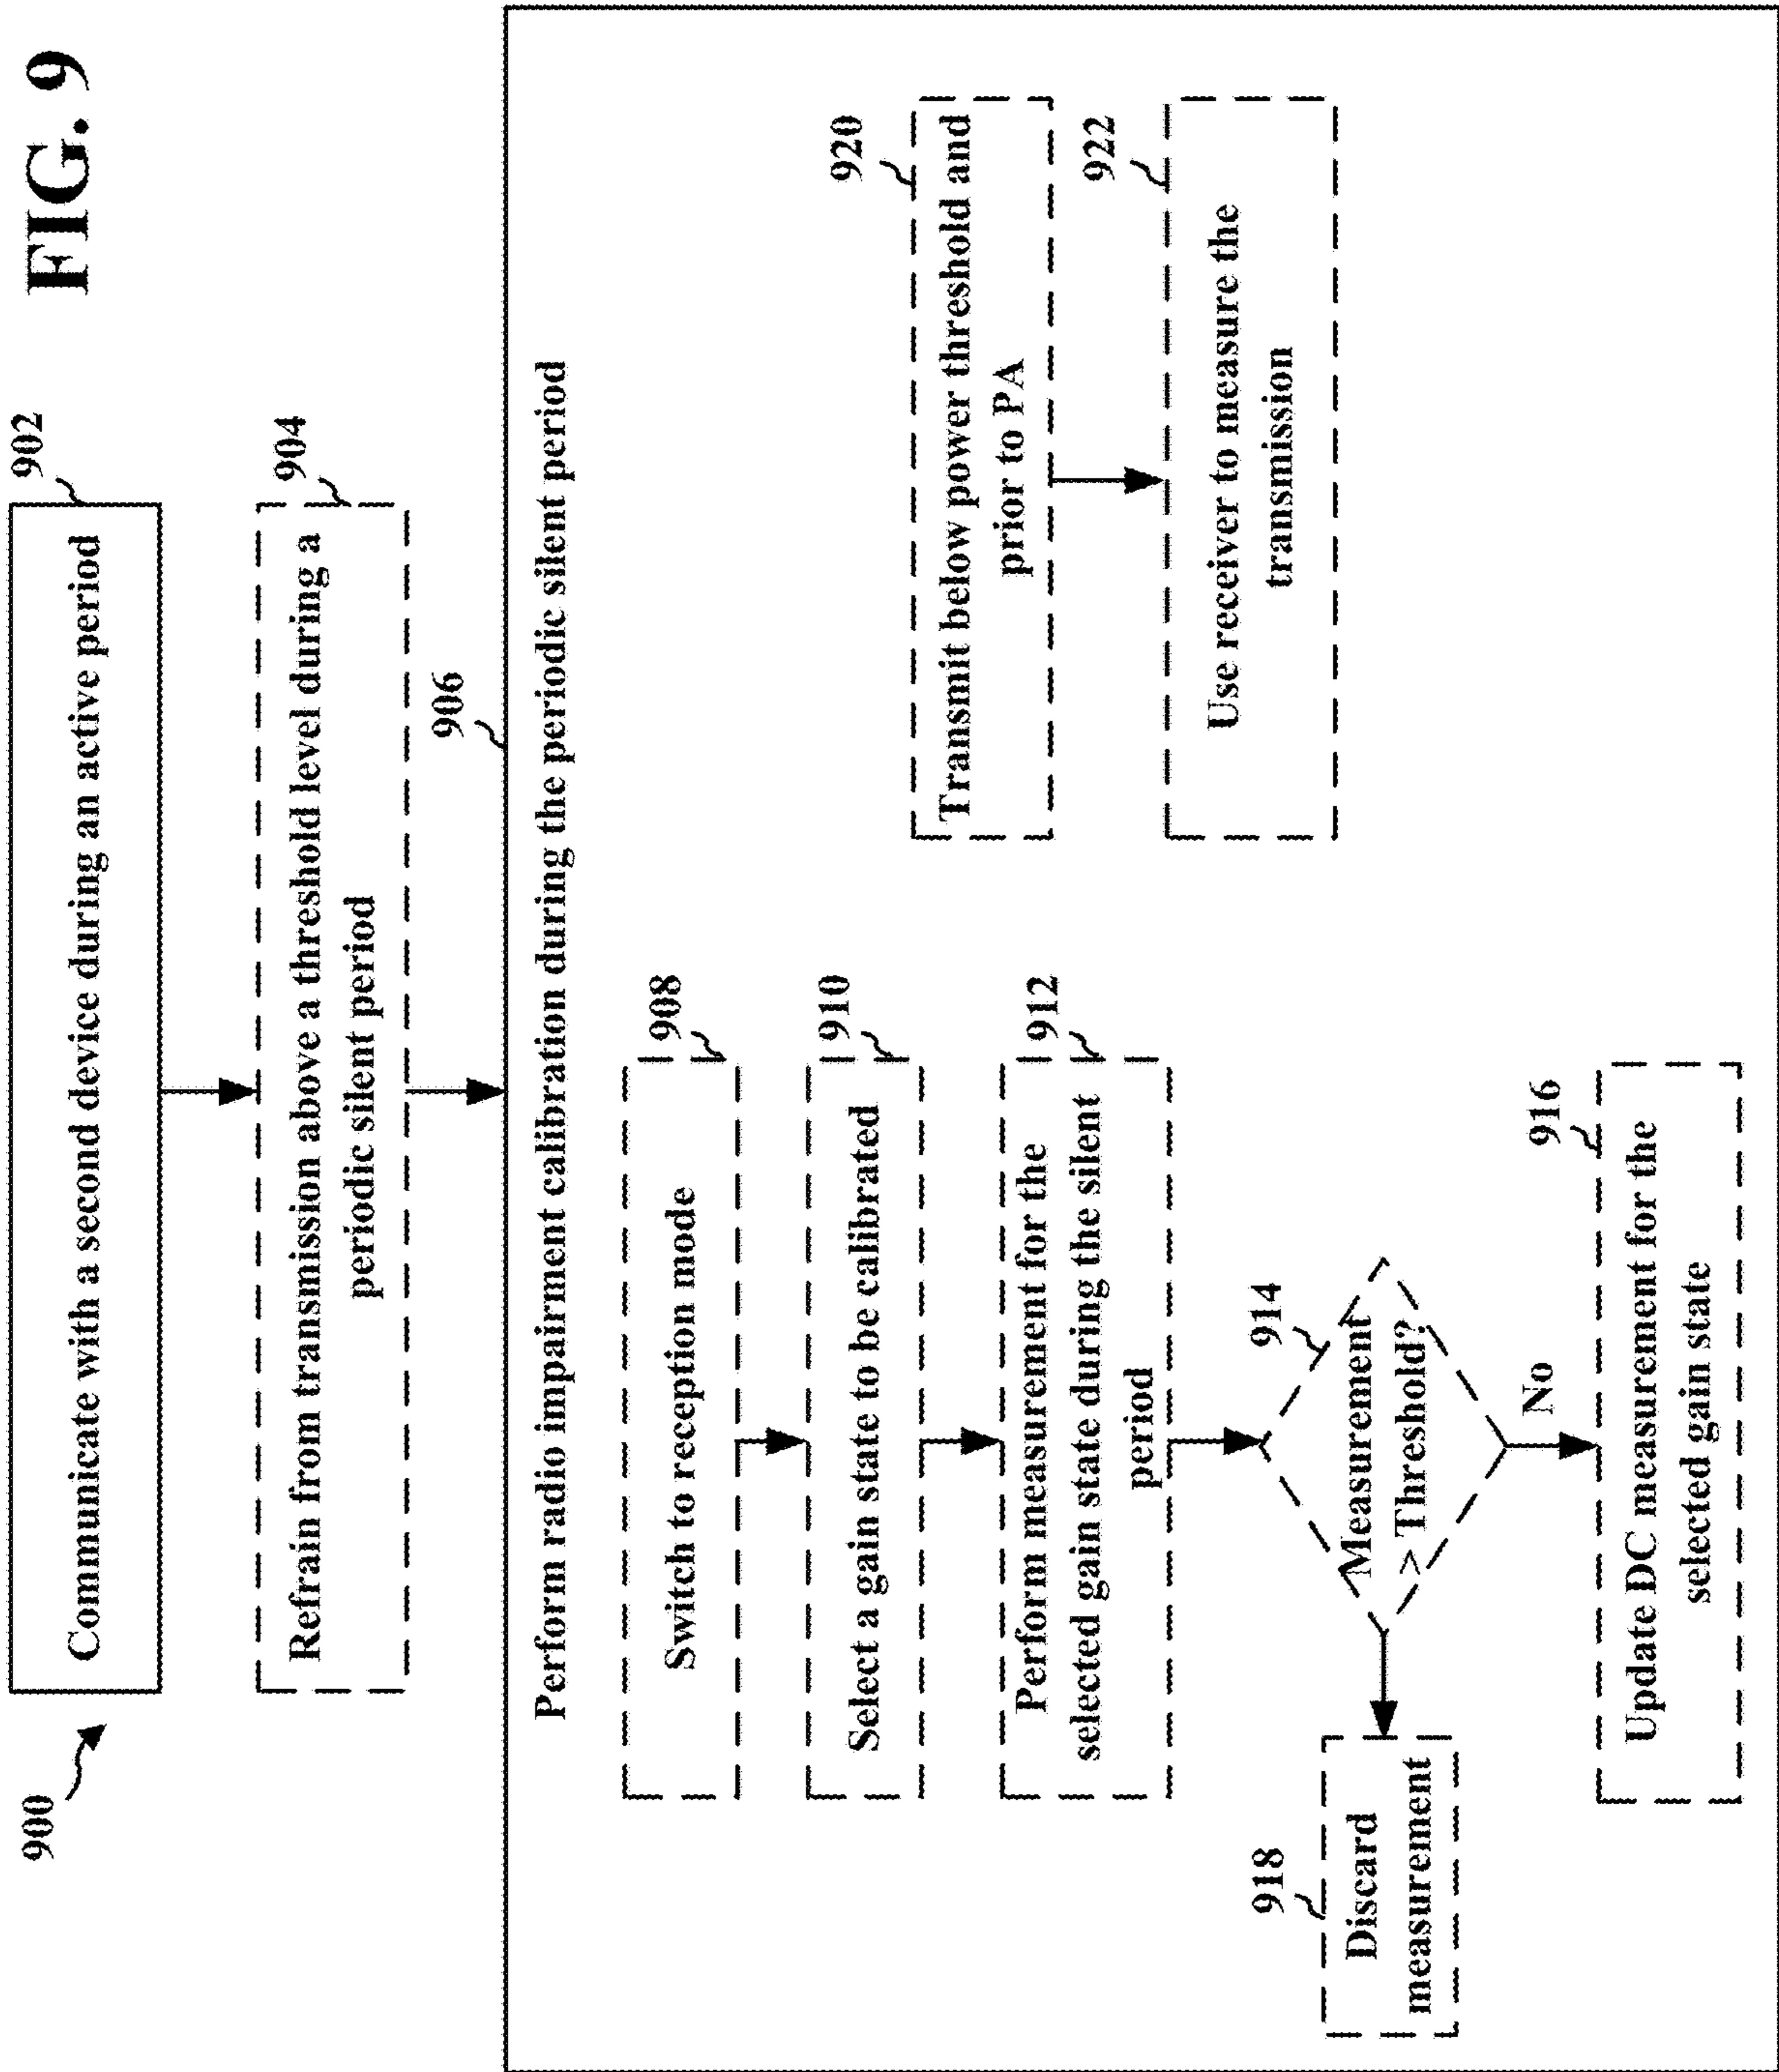 FIG. 9
900
902
Communicate with a second device during an active period
904
Refrain from transmission above a threshold level during a
periodic silent period
906
Perform radio impairment calibration during the periodic silent period
908
Switch to reception mode
910
Select a gain state to be calibrated
912
Perform measurement for the
selected gain state during the silent
period
914
Measurement
> Threshold?
No
916
Update DC measurement for the
selected gain state
918
Discard
measurement
920
Transmit below power threshold and
prior to PA
922
Use receiver to measure the
transmission